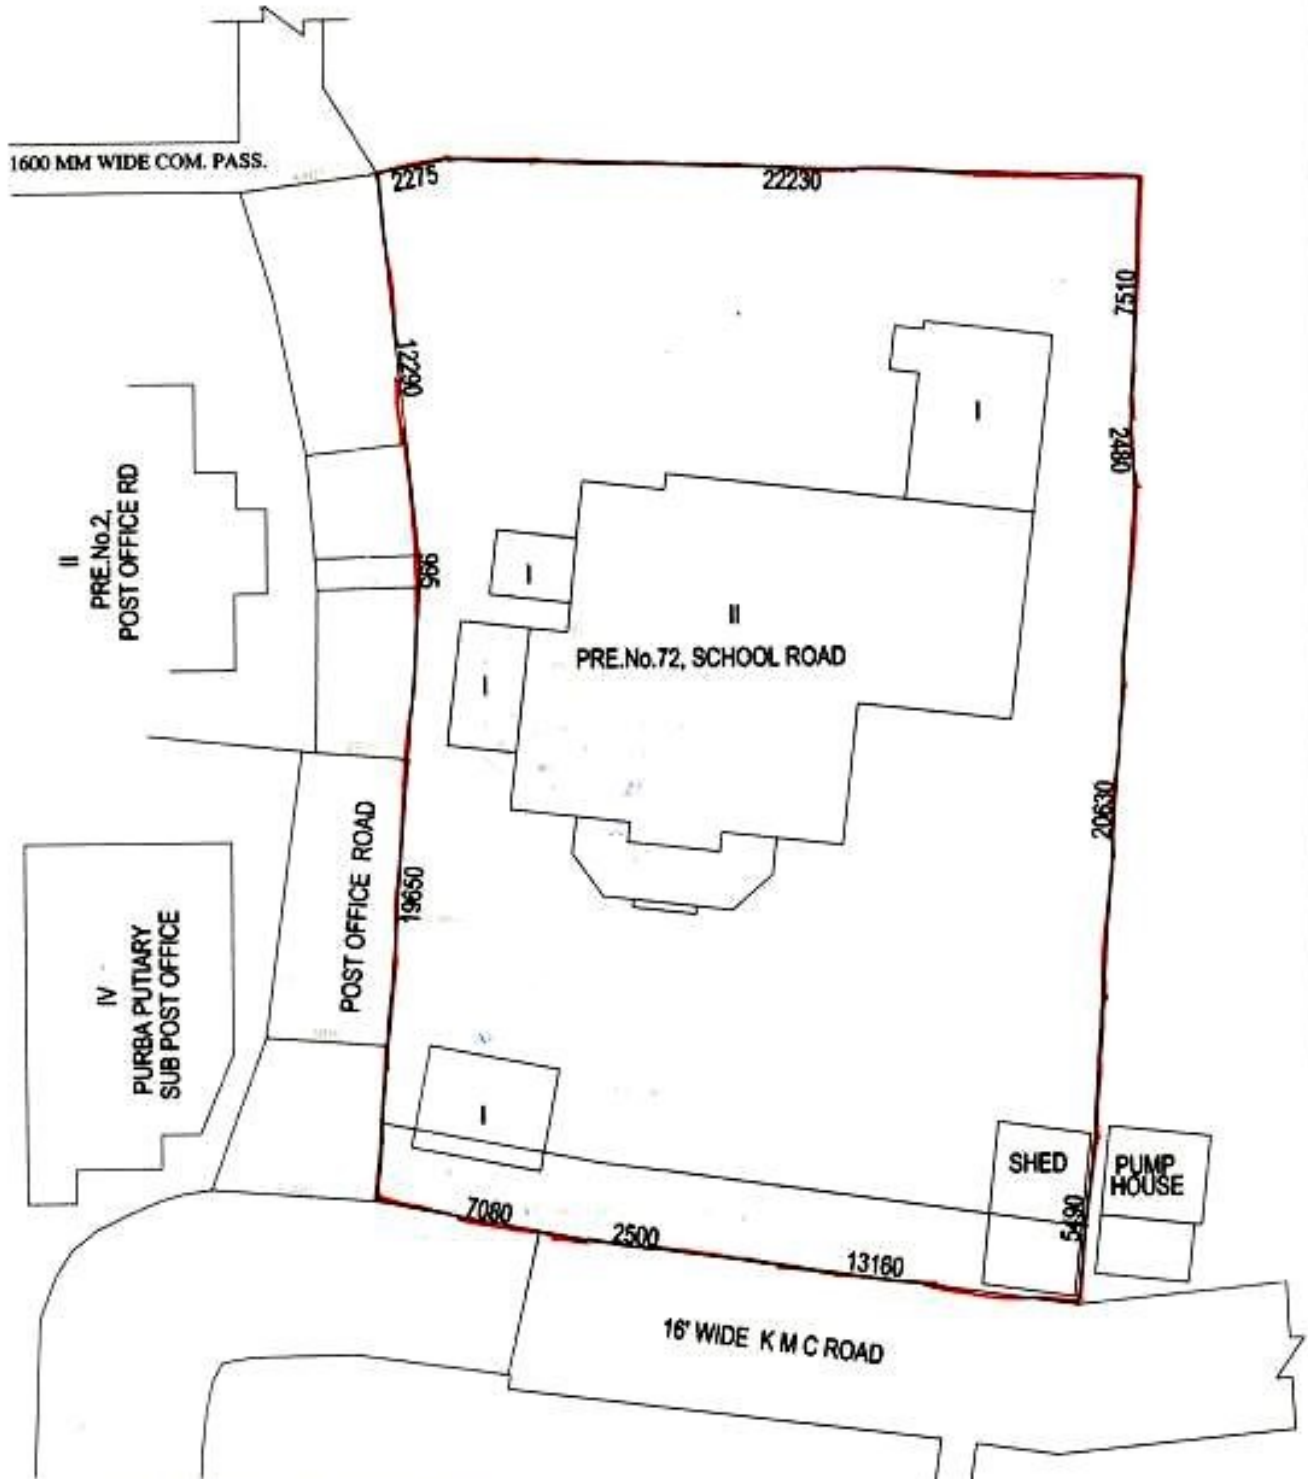 1600 MM WIDE COM. PASS.
2275
22230
7510
12290
2480
I
II
PRE.No.2,
POST OFFICE RD
995
I
II
PRE.No.72, SCHOOL ROAD
I
20630
POST OFFICE ROAD
19650
IV
PURBA PUTIARY
SUB POST OFFICE
I
SHED
PUMP
HOUSE
5490
7080
2500
13160
16' WIDE K M C ROAD